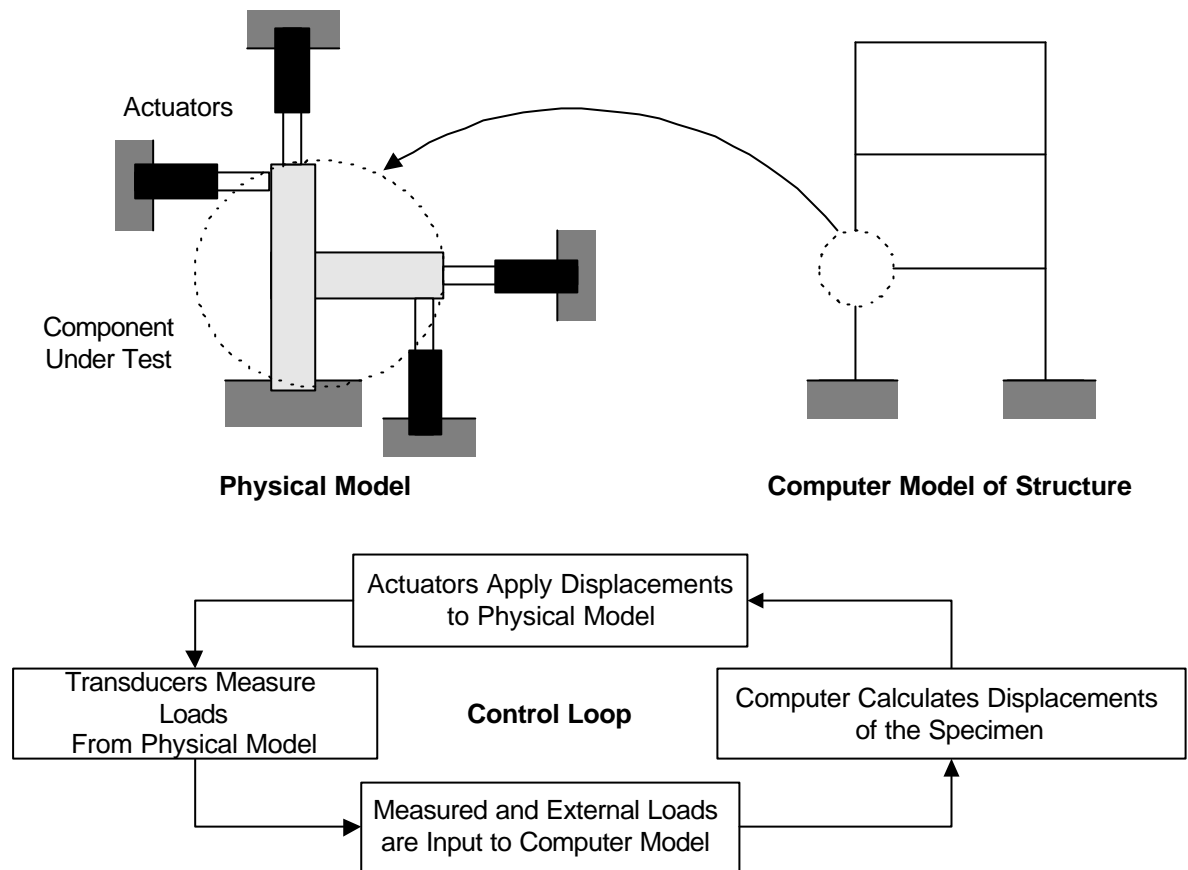 Actuators
Component
Under Test
Physical Model
Computer Model of Structure
Actuators Apply Displacements
to Physical Model
Transducers Measure
Loads
From Physical Model
Control Loop
Computer Calculates Displacements
of the Specimen
Measured and External Loads
are Input to Computer Model